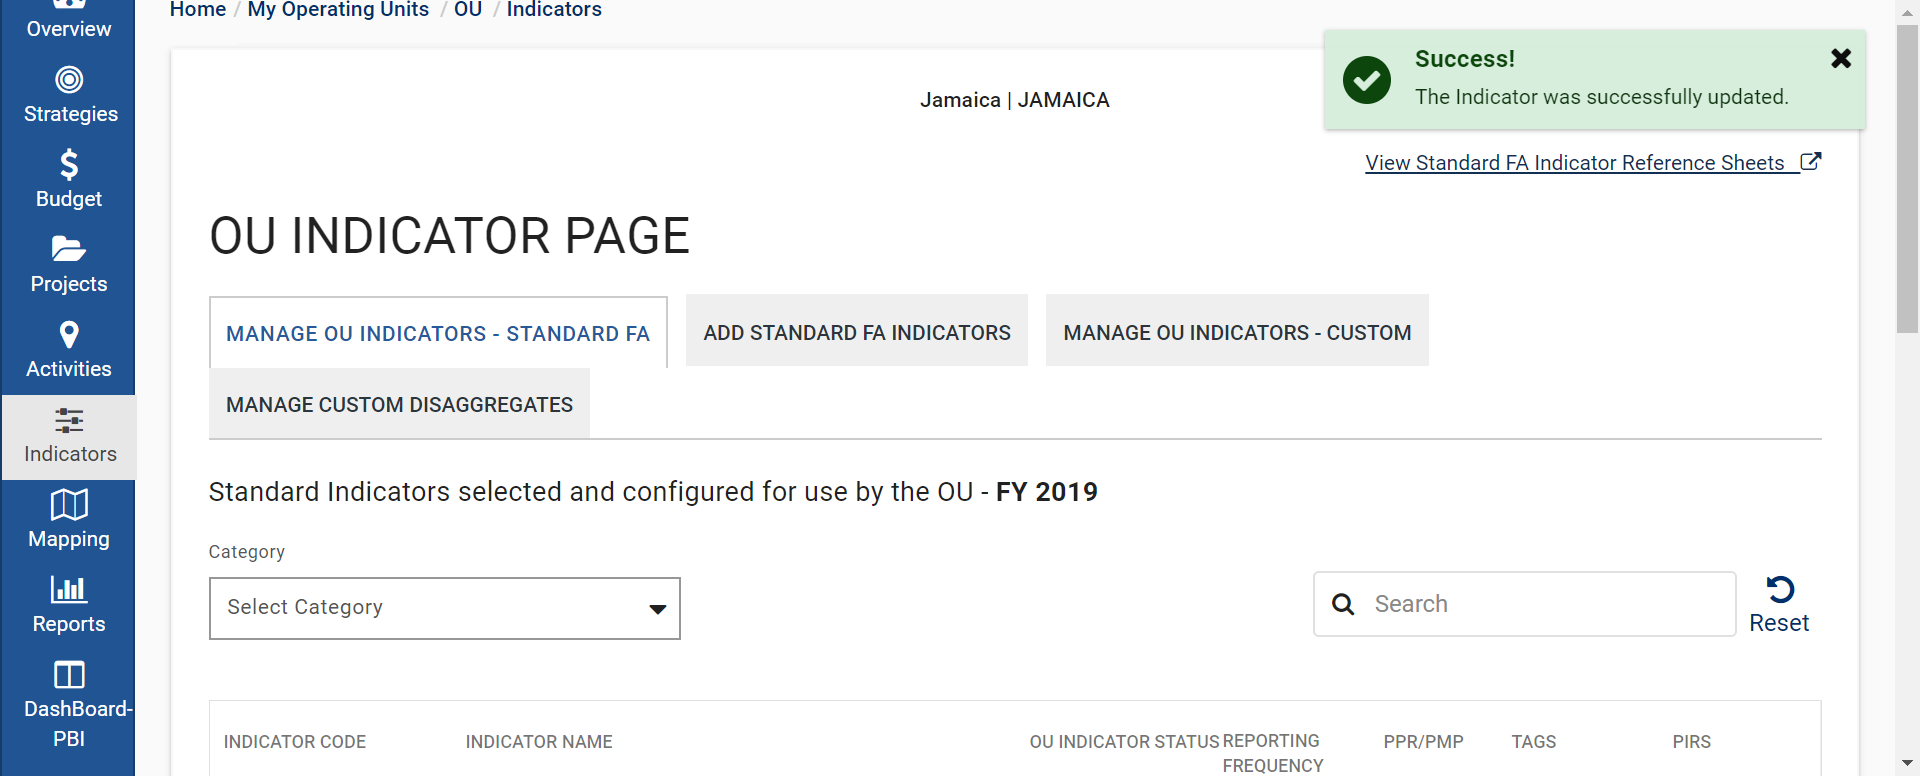 Home / My Operating Units / OU / Indicators
Overview
Strategies
Budget
Projects
Activities
Indicators
Mapping
Reports
DashBoard-
PBI
Success!
The Indicator was successfully updated.
Jamaica | JAMAICA
View Standard FA Indicator Reference Sheets
OU INDICATOR PAGE
MANAGE OU INDICATORS - STANDARD FA
ADD STANDARD FA INDICATORS
MANAGE OU INDICATORS - CUSTOM
MANAGE CUSTOM DISAGGREGATES
Standard Indicators selected and configured for use by the OU - FY 2019
Category
Select Category
Search
Reset
INDICATOR CODE
INDICATOR NAME
OU INDICATOR STATUS
REPORTING
FREQUENCY
PPR/PMP
TAGS
PIRS